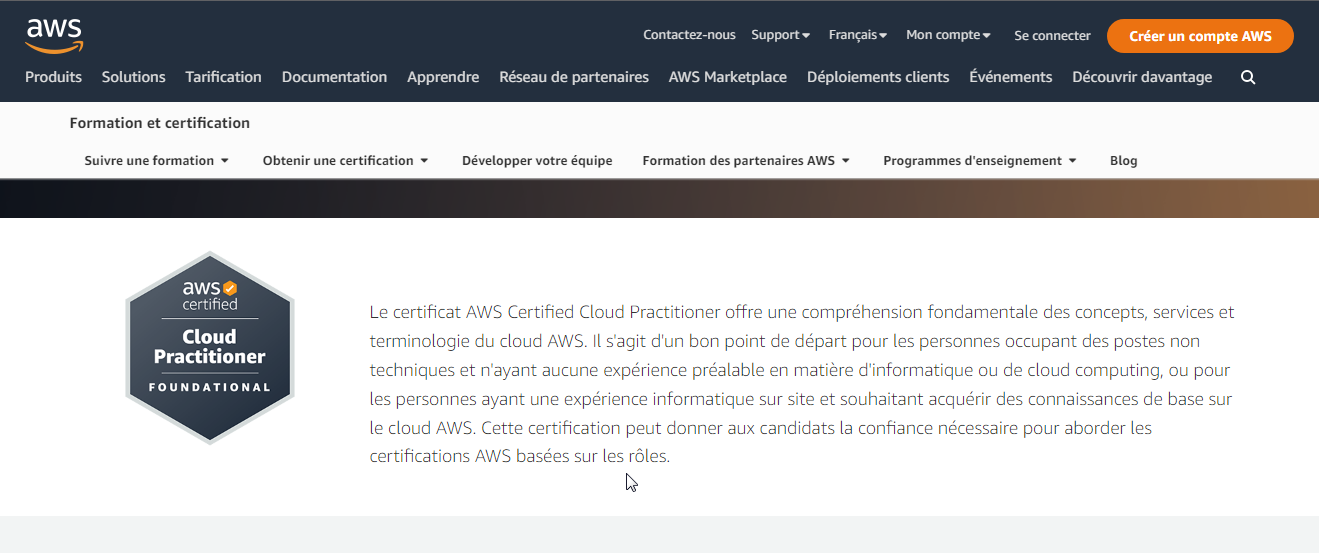 aws
Contactez-nous Support Français Mon compte Se connecter Créer un compte AWS
Produits Solutions Tarification Documentation Apprendre Réseau de partenaires AWS Marketplace Déploiements clients Événements Découvrir davantage
Formation et certification
Suivre une formation Obtenir une certification Développer votre équipe Formation des partenaires AWS Programmes d'enseignement Blog
aws
certified
Cloud
Practitioner
FOUNDATIONAL
Le certificat AWS Certified Cloud Practitioner offre une compréhension fondamentale des concepts, services et
terminologie du cloud AWS. Il s'agit d'un bon point de départ pour les personnes occupant des postes non
techniques et n'ayant aucune expérience préalable en matière d'informatique ou de cloud computing, ou pour
les personnes ayant une expérience informatique sur site et souhaitant acquérir des connaissances de base sur
le cloud AWS. Cette certification peut donner aux candidats la confiance nécessaire pour aborder les
certifications AWS basées sur les rôles.